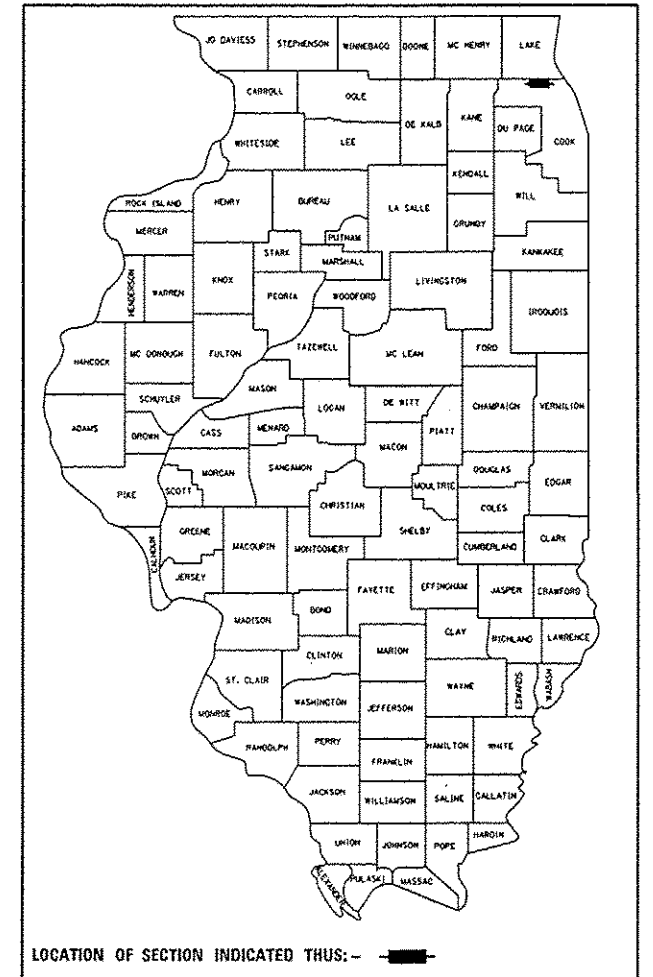 JO DAVIESS STEPHENSON WINNEBAGO BOONE MC HENRY LAKE
CARROLL OGLE DE KALB KANE DU PAGE COOK
WHITESIDE LEE
KENDALL
ROCK ISLAND HENRY BUREAU LA SALLE GRUNDY WILL
MERCER PUTNAM KANKAKEE
STARK MARSHALL
HENDERSON WARREN KNOX PEORIA WOODFORD LIVINGSTON IROQUOIS
HANCOCK MC DONOUGH FULTON TAZEWELL MC LEAN FORD
MASON
SCHUYLER LOGAN DE WITT CHAMPAIGN VERMILION
ADAMS BROWN CASS MENARD MACON PIATT
MORGAN SANGAMON DOUGLAS
PIKE SCOTT CHRISTIAN MOULTRIE EDGAR
COLES
GREENE MACOUPIN MONTGOMERY SHELBY CUMBERLAND CLARK
CALHOUN JERSEY
FAYETTE EFFINGHAM JASPER CRAWFORD
MADISON BOND
CLAY RICHLAND LAWRENCE
CLINTON MARION
ST. CLAIR WAYNE EDWARDS WABASH
WASHINGTON JEFFERSON
MONROE
RANDOLPH PERRY HAMILTON WHITE
FRANKLIN
JACKSON WILLIAMSON SALINE GALLATIN
UNION JOHNSON POPE HARDIN
ALEXANDER PULASKI MASSAC
LOCATION OF SECTION INDICATED THUS:-